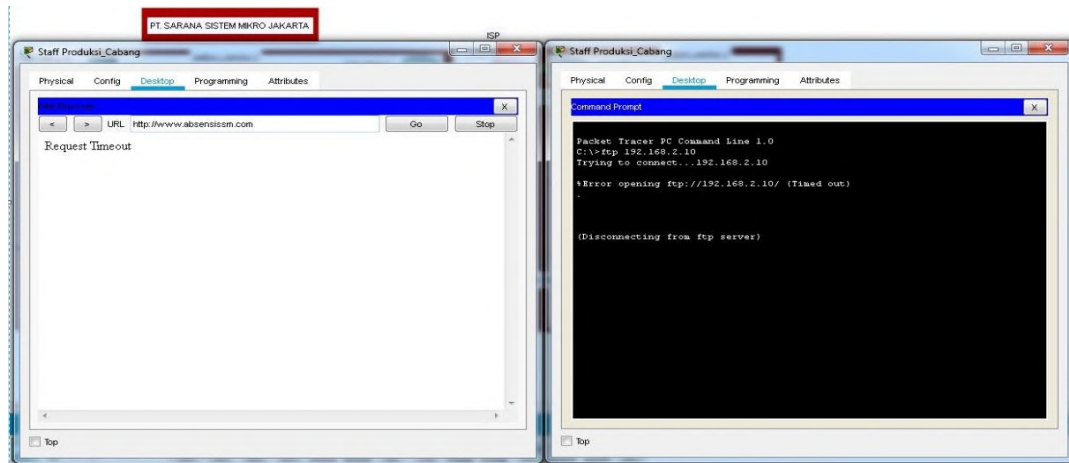 PT. SARANA SISTEM MIKRO JAKARTA
ISP
Staff Produksi_Cabang
Physical Config Desktop Programming Attributes
X
< > URL http://www.absensissm.com Go Stop
Request Timeout
Top
Staff Produksi_Cabang
Physical Config Desktop Programming Attributes
Command Prompt X
Packet Tracer PC Command Line 1.0
C:\>ftp 192.168.2.10
Trying to connect...192.168.2.10
%Error opening ftp://192.168.2.10/ (Timed out)
.
(Disconnecting from ftp server)
Top